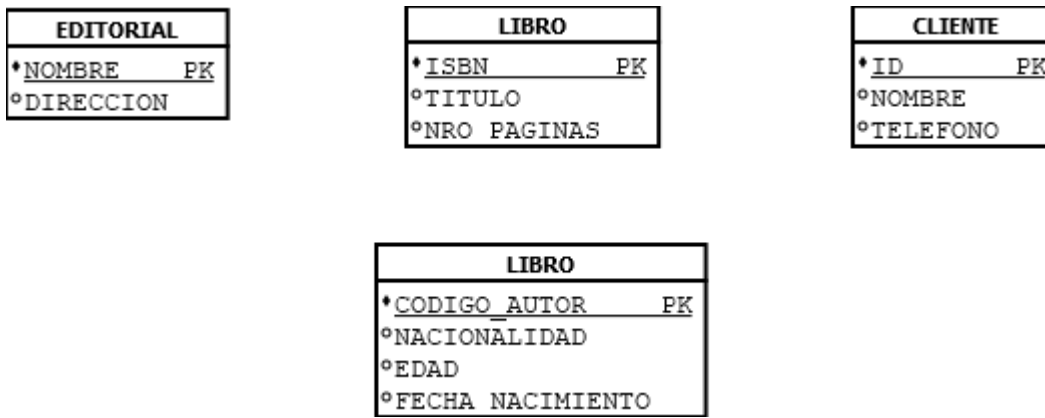 EDITORIAL
NOMBRE PK
DIRECCION
LIBRO
ISBN PK
TITULO
NRO PAGINAS
CLIENTE
ID PK
NOMBRE
TELEFONO
LIBRO
CODIGO_AUTOR PK
NACIONALIDAD
EDAD
FECHA NACIMIENTO